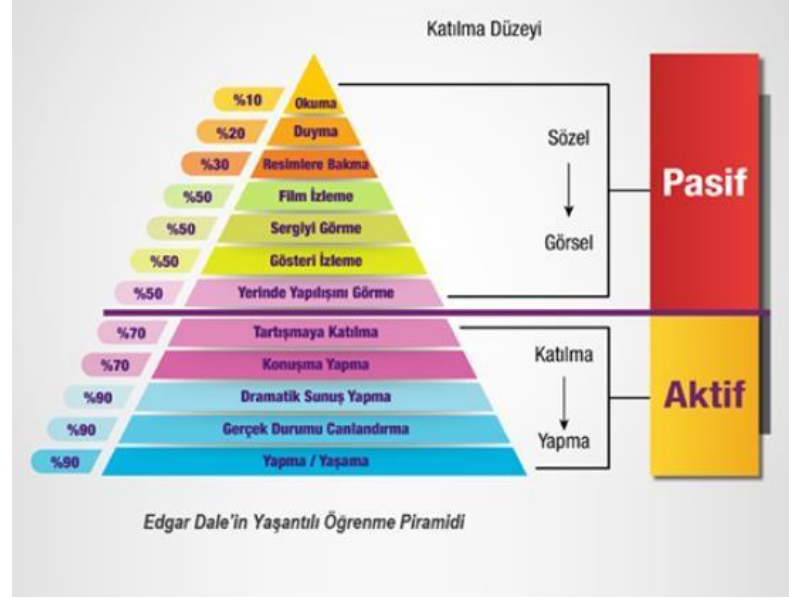 Katılma Düzeyi
%10 Okuma
%20 Duyma
%30 Resimlere Bakma
%50 Film İzleme
%50 Sergiyi Görme
%50 Gösteri İzleme
%50 Yerinde Yapılışını Görme
Sözel
Görsel
Pasif
%70 Tartışmaya Katılma
%70 Konuşma Yapma
%90 Dramatik Sunuş Yapma
%90 Gerçek Durumu Canlandırma
%90 Yapma / Yaşama
Katılma
Yapma
Aktif
Edgar Dale'in Yaşantılı Öğrenme Piramidi